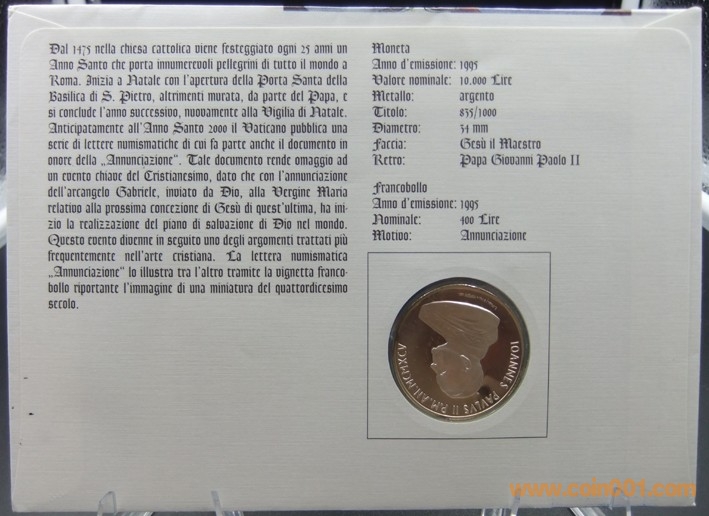 Dal 1475 nella chiesa cattolica viene festeggiato ogni 25 anni un
Anno Santo che porta innumerevoli pellegrini di tutto il mondo a
Roma. Inizia a Natale con l'apertura della Porta Santa della
Basilica di S. Pietro, altrimenti murata, da parte del Papa, e
si conclude l'anno successivo, nuovamente alla Vigilia di Natale.
Anticipatamente all'Anno Santo 2000 il Vaticano pubblica una
serie di lettere numismatiche di cui fa parte anche il documento in
onore della „Annunciazione". Tale documento rende omaggio ad
un evento chiave del Cristianesimo, dato che con l'annunciazione
dell'arcangelo Gabriele, inviato da Dio, alla Vergine Maria
relativo alla prossima concezione di Gesù di quest'ultima, ha ini-
zio la realizzazione del piano di salvazione di Dio nel mondo.
Questo evento divenne in seguito uno degli argomenti trattati più
frequentemente nell'arte cristiana. La lettera numismatica
„Annunciazione" lo illustra tra l'altro tramite la vignetta franco-
bollo riportante l'immagine di una miniatura del quattordicesimo
secolo.
Moneta
Anno d'emissione: 1995
Valore nominale: 10.000 Lire
Metallo: argento
Titolo: 835/1000
Diametro: 34 mm
Faccia: Gesù il Maestro
Retro: Papa Giovanni Paolo II
Francobollo
Anno d'emissione: 1995
Nominale: 400 Lire
Motivo: Annunciazione
IOANNES PAVLVS II P.M. AN. MCMXCV
www.coin001.com